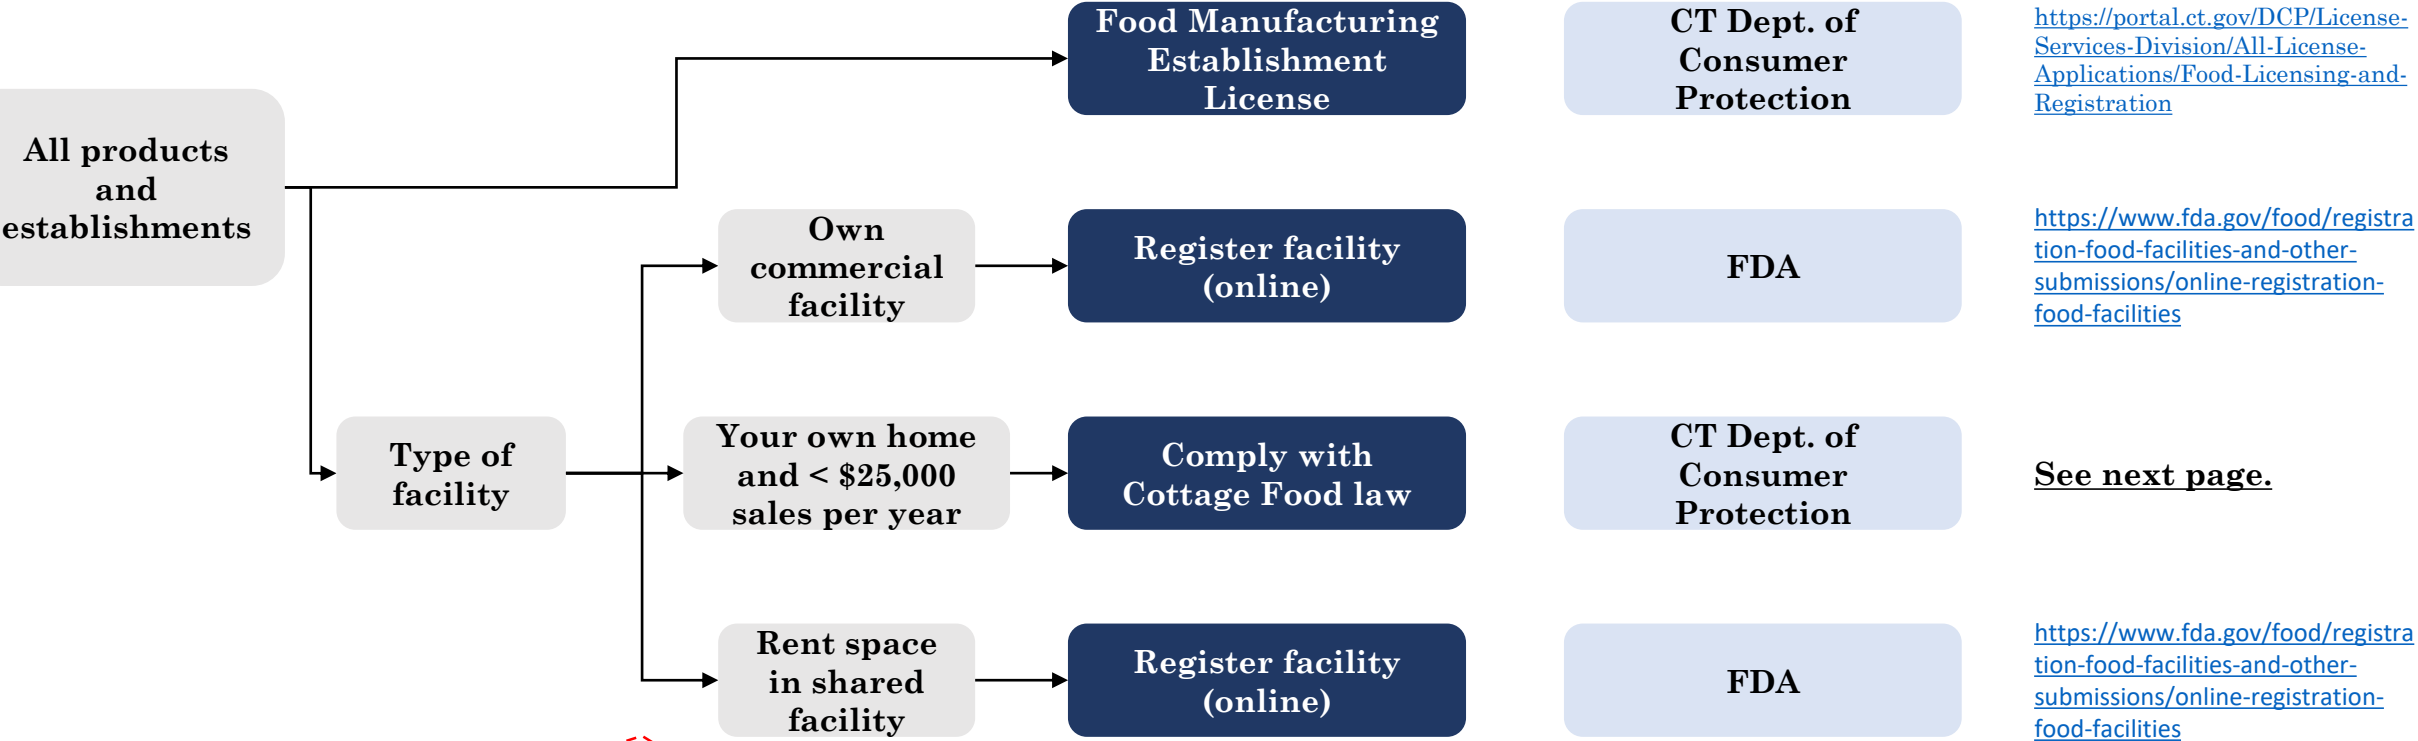 All products
and
establishments
Food Manufacturing
Establishment
License
CT Dept. of
Consumer
Protection
https://portal.ct.gov/DCP/License-
Services-Division/All-License-
Applications/Food-Licensing-and-
Registration
Own
commercial
facility
Register facility
(online)
FDA
https://www.fda.gov/food/registra
tion-food-facilities-and-other-
submissions/online-registration-
food-facilities
Type of
facility
Your own home
and < $25,000
sales per year
Comply with
Cottage Food law
CT Dept. of
Consumer
Protection
See next page.
Rent space
in shared
facility
Register facility
(online)
FDA
https://www.fda.gov/food/registra
tion-food-facilities-and-other-
submissions/online-registration-
food-facilities